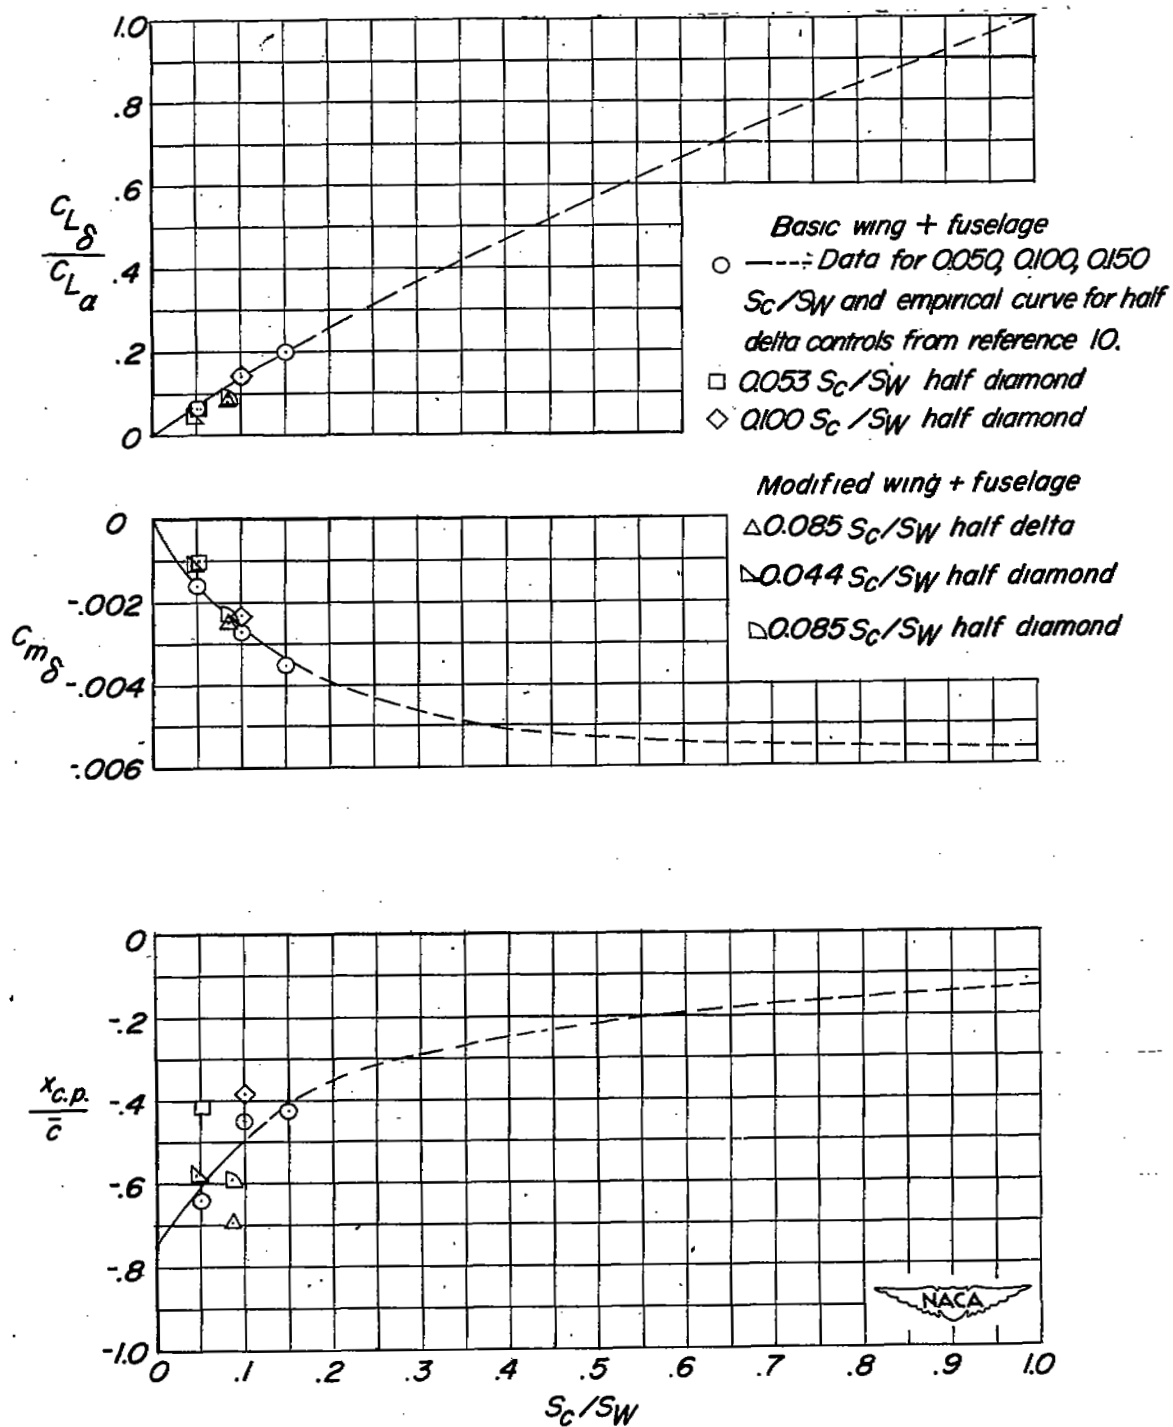 1.0
.8
.6
.4
.2
0
C_Lδ / C_Lα
Basic wing + fuselage
Data for 0.050, 0.100, 0.150
Sc/SW and empirical curve for half
delta controls from reference 10.
0.053 Sc/SW half diamond
0.100 Sc/SW half diamond
Modified wing + fuselage
0.085 Sc/SW half delta
0.044 Sc/SW half diamond
0.085 Sc/SW half diamond
0
-.002
-.004
-.006
C_mδ
0
-.2
-.4
-.6
-.8
-1.0
x_c.p. / c̄
NACA
0 .1 .2 .3 .4 .5 .6 .7 .8 .9 1.0
Sc/SW